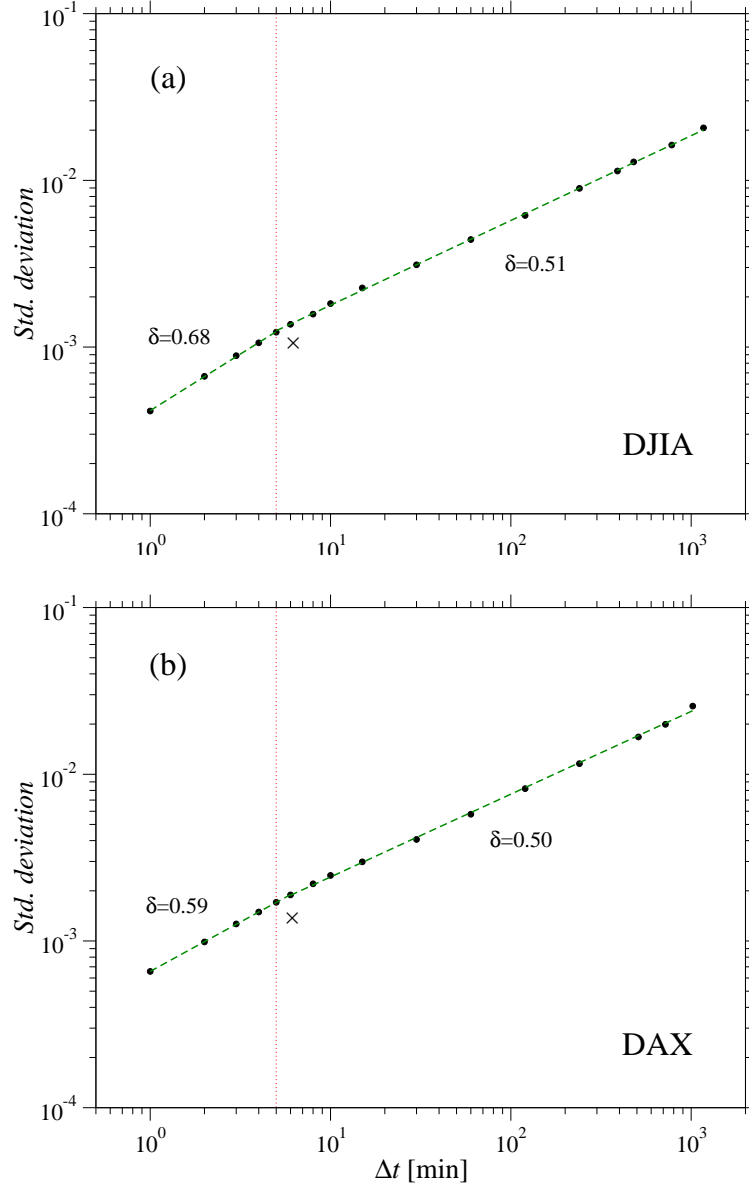 10^-1
(a)
10^-2
Std. deviation
δ=0.51
δ=0.68
10^-3
DJIA
10^-4
10^0 10^1 10^2 10^3
10^-1
(b)
10^-2
Std. deviation
δ=0.50
δ=0.59
10^-3
DAX
10^-4
10^0 10^1 10^2 10^3
Δt [min]